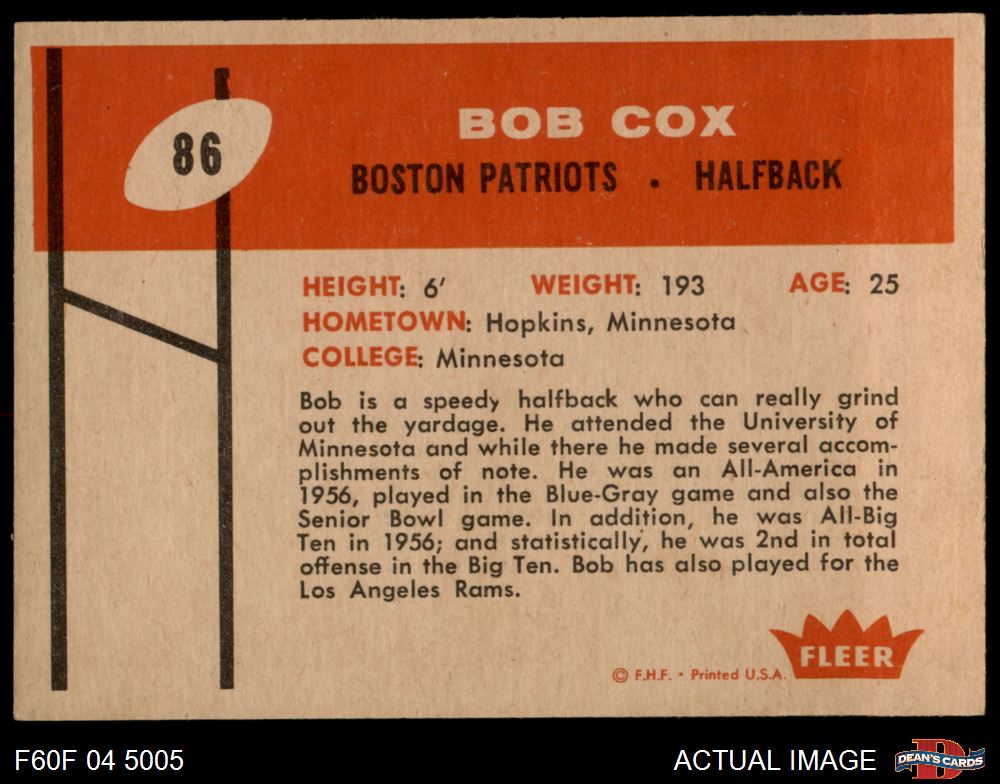 86
BOB COX
BOSTON PATRIOTS . HALFBACK
HEIGHT: 6' WEIGHT: 193 AGE: 25
HOMETOWN: Hopkins, Minnesota
COLLEGE: Minnesota
Bob is a speedy halfback who can really grind
out the yardage. He attended the University of
Minnesota and while there he made several accom-
plishments of note. He was an All-America in
1956, played in the Blue-Gray game and also the
Senior Bowl game. In addition, he was All-Big
Ten in 1956; and statistically, he was 2nd in total
offense in the Big Ten. Bob has also played for the
Los Angeles Rams.
FLEER
© F.H.F. • Printed U.S.A.
F60F 04 5005
ACTUAL IMAGE
D
DEAN'S CARDS